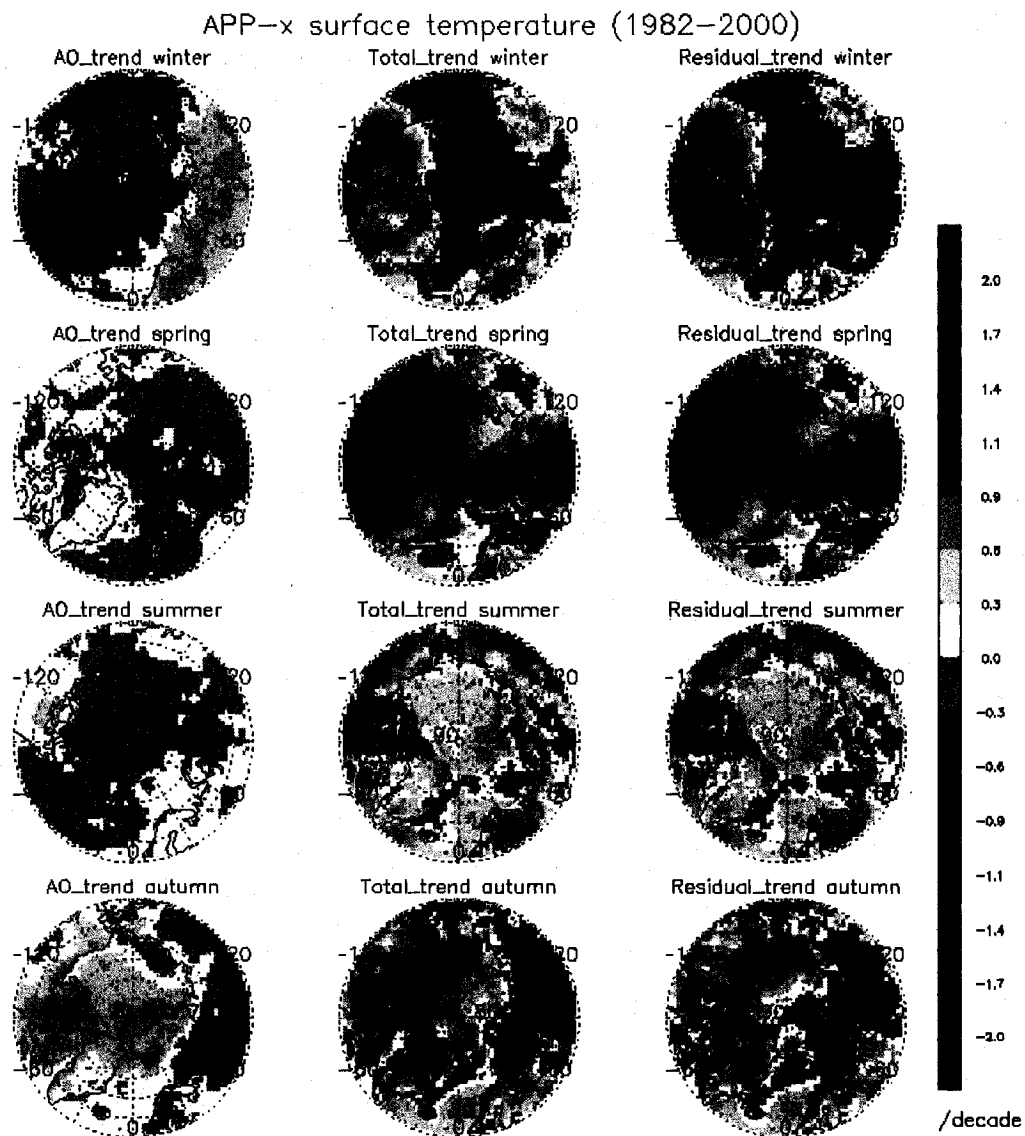 APP-x surface temperature (1982-2000)
AO_trend winter Total_trend winter Residual_trend winter
AO_trend spring Total_trend spring Residual_trend spring
AO_trend summer Total_trend summer Residual_trend summer
AO_trend autumn Total_trend autumn Residual_trend autumn
2.0
1.7
1.4
1.1
0.9
0.3
0.0
-0.3
-0.6
-0.9
-1.1
-1.4
-1.7
-2.0
/decade